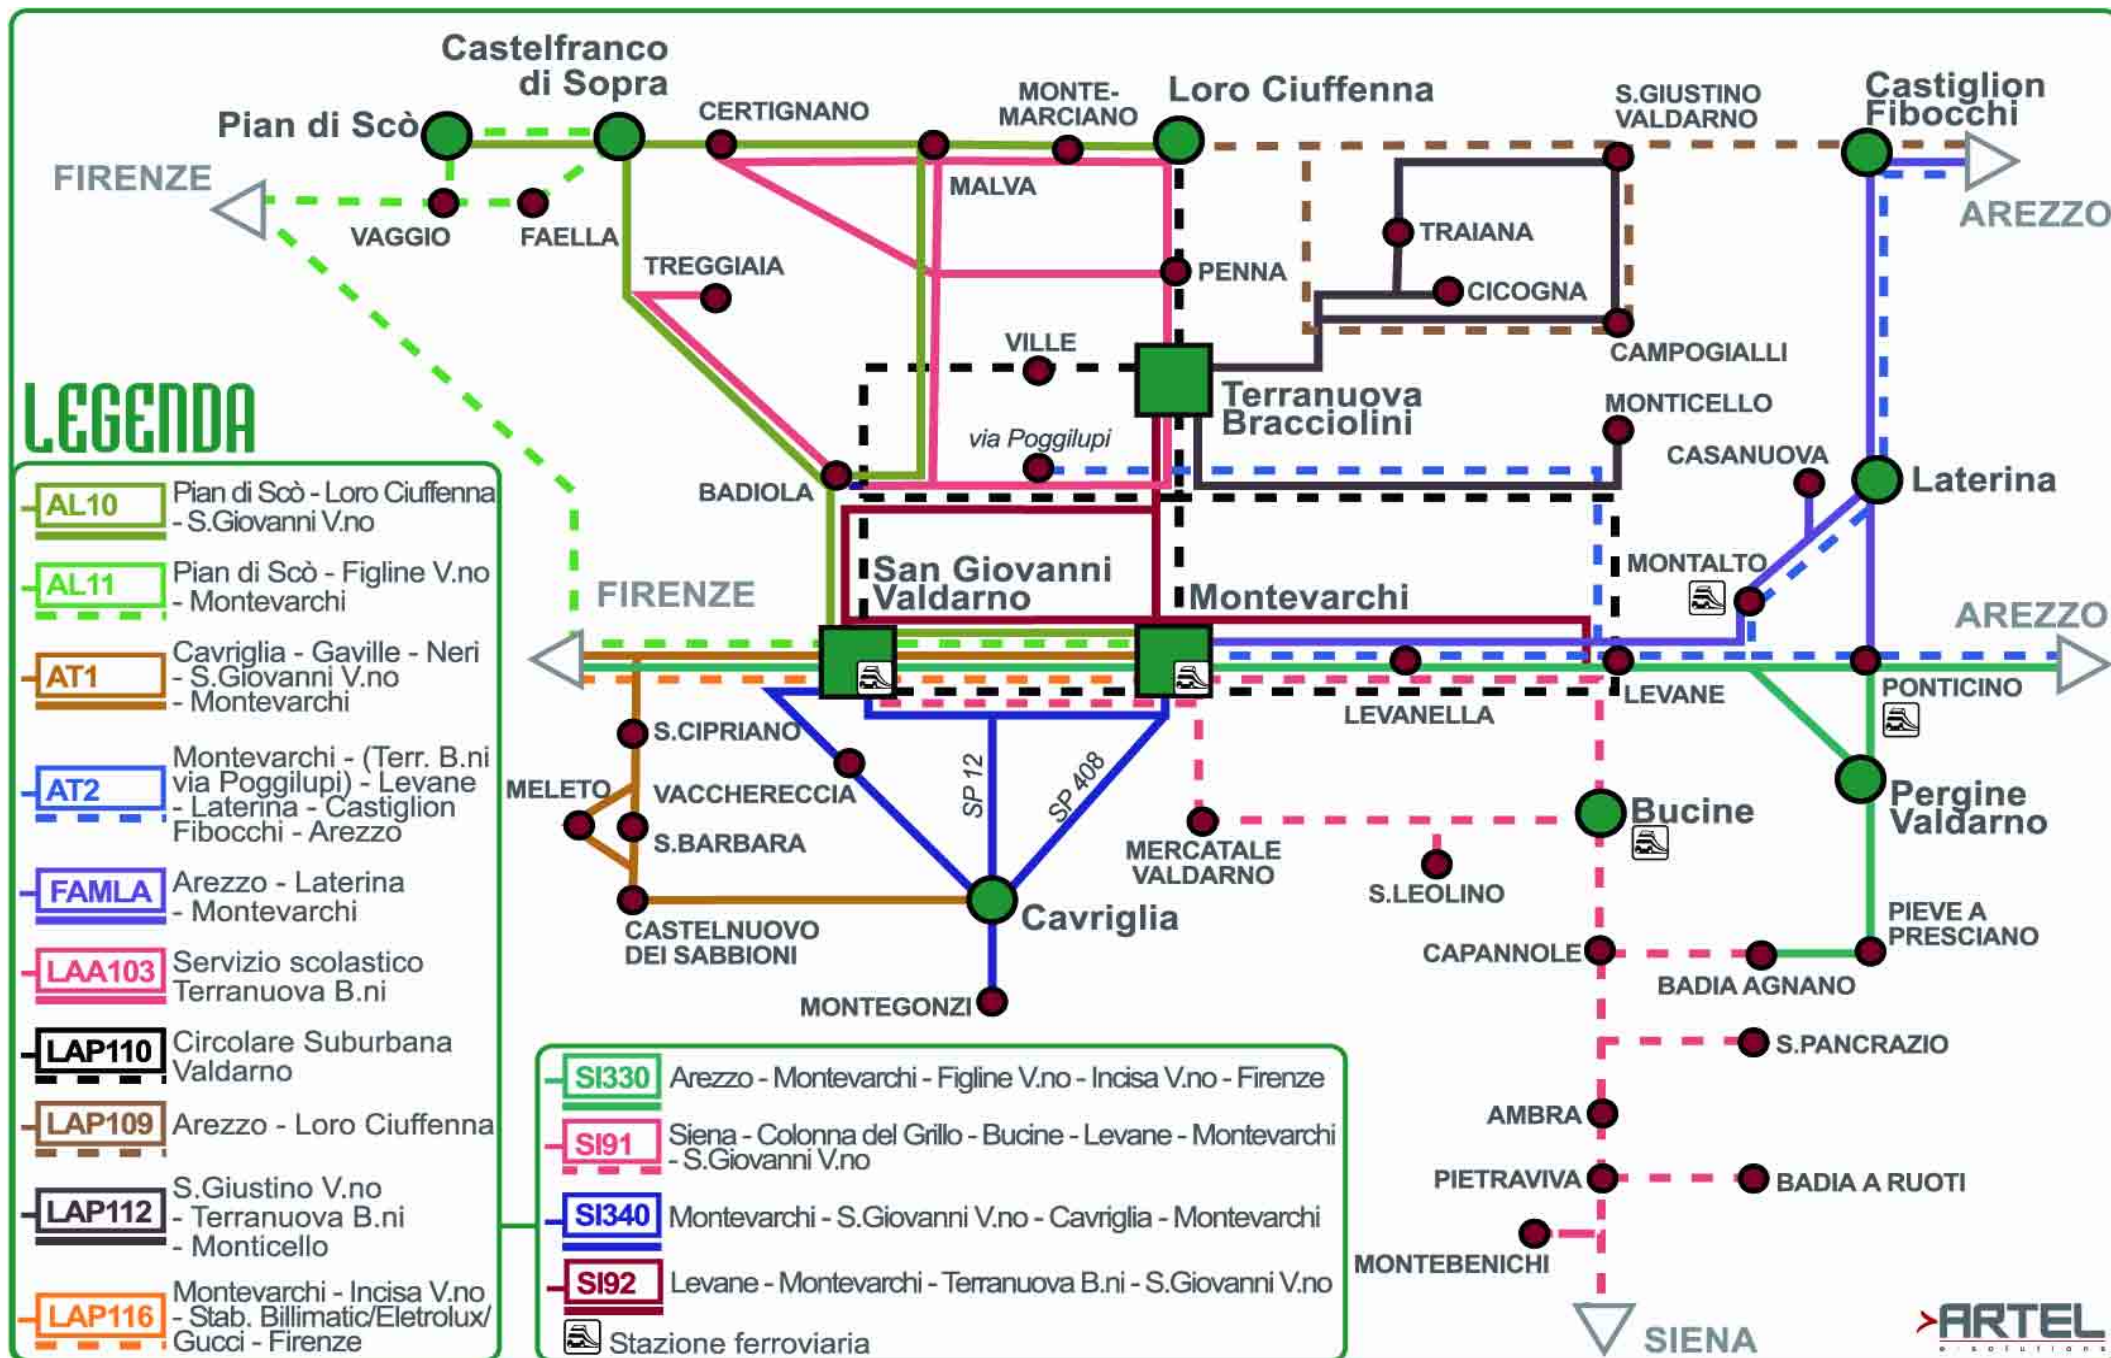 Castelfranco
di Sopra
Pian di Scò
CERTIGNANO
MONTE-
MARCIANO
Loro Ciuffenna
S.GIUSTINO
VALDARNO
Castiglion
Fibocchi
FIRENZE
VAGGIO
FAELLA
MALVA
TRAIANA
AREZZO
TREGGIAIA
PENNA
CICOGNA
VILLE
CAMPOGIALLI
Terranuova
Bracciolini
MONTICELLO
via Poggilupi
CASANUOVA
BADIOLA
Laterina
San Giovanni
Valdarno
MONTALTO
FIRENZE
Montevarchi
AREZZO
LEVANELLA
LEVANE
PONTICINO
S.CIPRIANO
MELETO
VACCHERECCIA
SP 12
SP 408
S.BARBARA
MERCATALE
VALDARNO
S.LEOLINO
Bucine
Pergine
Valdarno
CASTELNUOVO
DEI SABBIONI
Cavriglia
CAPANNOLE
PIEVE A
PRESCIANO
BADIA AGNANO
MONTEGONZI
S.PANCRAZIO
AMBRA
PIETRAVIVA
BADIA A RUOTI
MONTEBENICHI
SIENA
LEGENDA
AL10
Pian di Scò - Loro Ciuffenna
- S.Giovanni V.no
AL11
Pian di Scò - Figline V.no
- Montevarchi
AT1
Cavriglia - Gaville - Neri
- S.Giovanni V.no
- Montevarchi
AT2
Montevarchi - (Terr. B.ni
via Poggilupi) - Levane
- Laterina - Castiglion
Fibocchi - Arezzo
FAMLA
Arezzo - Laterina
- Montevarchi
LAA103
Servizio scolastico
Terranuova B.ni
LAP110
Circolare Suburbana
Valdarno
LAP109
Arezzo - Loro Ciuffenna
LAP112
S.Giustino V.no
- Terranuova B.ni
- Monticello
LAP116
Montevarchi - Incisa V.no
- Stab. Billimatic/Eletrolux/
Gucci - Firenze
SI330
Arezzo - Montevarchi - Figline V.no - Incisa V.no - Firenze
SI91
Siena - Colonna del Grillo - Bucine - Levane - Montevarchi
- S.Giovanni V.no
SI340
Montevarchi - S.Giovanni V.no - Cavriglia - Montevarchi
SI92
Levane - Montevarchi - Terranuova B.ni - S.Giovanni V.no
Stazione ferroviaria
ARTEL
e-solutions